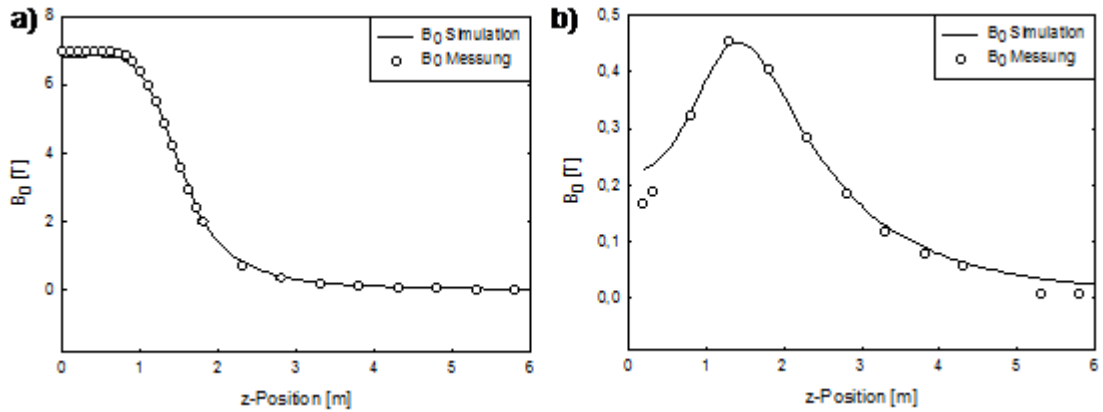 a)
8
6
4
2
0
B₀ [T]
B₀ Simulation
B₀ Messung
0 1 2 3 4 5 6
z-Position [m]
b)
0,5
0,4
0,3
0,2
0,1
0,0
B₀ [T]
B₀ Simulation
B₀ Messung
0 1 2 3 4 5 6
z-Position [m]